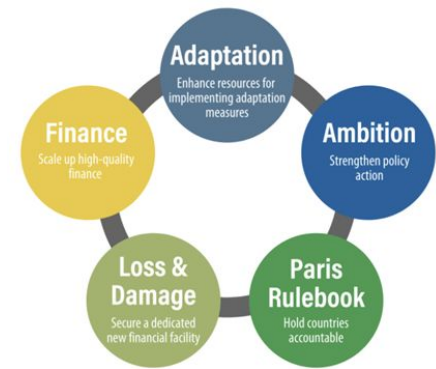 Adaptation
Enhance resources for
implementing adaptation
measures
Ambition
Strengthen policy
action
Paris
Rulebook
Hold countries
accountable
Loss &
Damage
Secure a dedicated
new financial facility
Finance
Scale up high-quality
finance